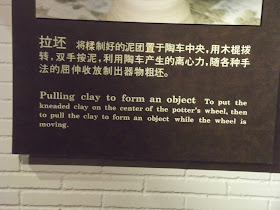 拉坯 将糅制好的泥团置于陶车中央，用木棍拨
转，双手按泥，利用陶车产生的离心力，随各种手
法的屈伸收放制出器物粗坯。
Pulling clay to form an object To put the
kneaded clay on the center of the potter's wheel, then
to pull the clay to form an object while the wheel is
moving.